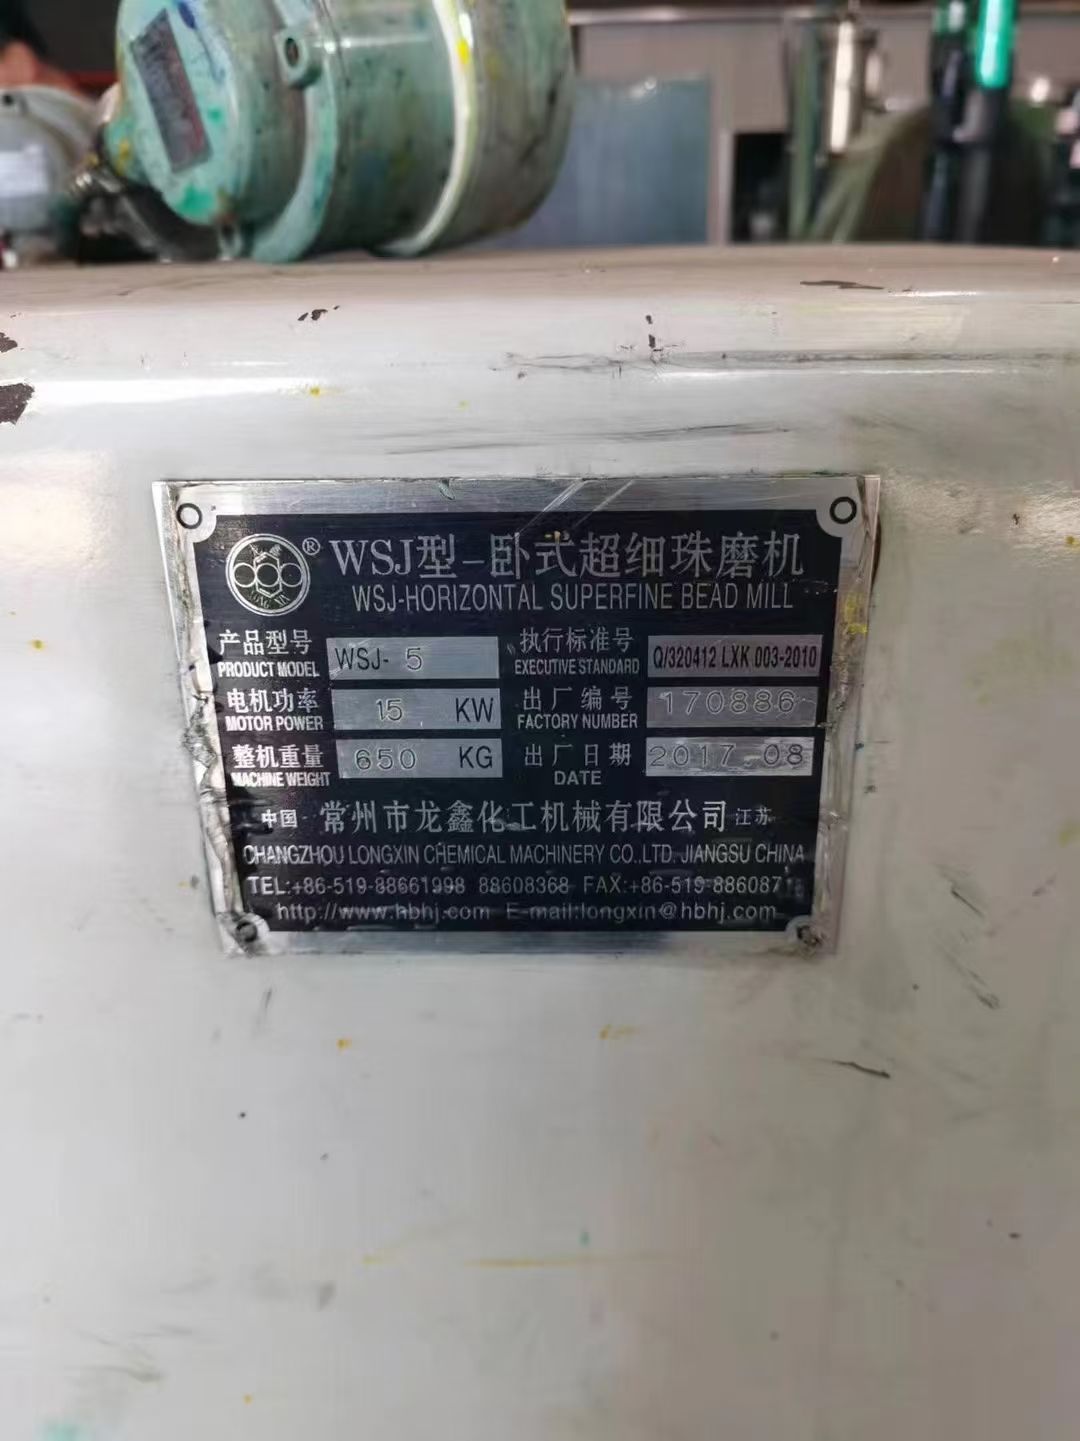 ® WSJ型-卧式超细珠磨机
WSJ-HORIZONTAL SUPERFINE BEAD MILL
产品型号 WSJ- 5 执行标准号 Q/320412 LXK 003-2010
PRODUCT MODEL EXECUTIVE STANDARD
电机功率 15 KW 出厂编号 170886
MOTOR POWER FACTORY NUMBER
整机重量 650 KG 出厂日期 2017 08
MACHINE WEIGHT DATE
中国 常州市龙鑫化工机械有限公司 江苏
CHANGZHOU LONGXIN CHEMICAL MACHINERY CO.,LTD. JIANGSU CHINA
TEL:+86-519-88661998 88608368 FAX:+86-519-886087
http://www.hbhj.com E-mail:longxin@hbhj.com